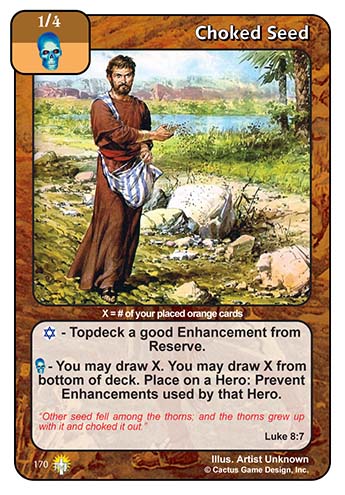 1/4
Choked Seed
X = # of your placed orange cards
- Topdeck a good Enhancement from
Reserve.
- You may draw X. You may draw X from
bottom of deck. Place on a Hero: Prevent
Enhancements used by that Hero.
"Other seed fell among the thorns; and the thorns grew up
with it and choked it out."
Luke 8:7
Illus. Artist Unknown
170
© Cactus Game Design, Inc.